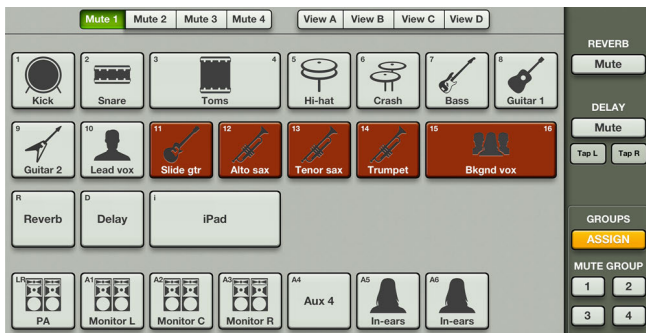 Mute 1 Mute 2 Mute 3 Mute 4 View A View B View C View D
REVERB
Mute
1 Kick
2 Snare
3 4 Toms
5 Hi-hat
6 Crash
7 Bass
8 Guitar 1
DELAY
Mute
Tap L Tap R
9 Guitar 2
10 Lead vox
11 Slide gtr
12 Alto sax
13 Tenor sax
14 Trumpet
15 16 Bkgnd vox
R Reverb
D Delay
i iPad
GROUPS
ASSIGN
MUTE GROUP
1 2
3 4
LR PA
A1 Monitor L
A2 Monitor C
A3 Monitor R
A4 Aux 4
A5 In-ears
A6 In-ears